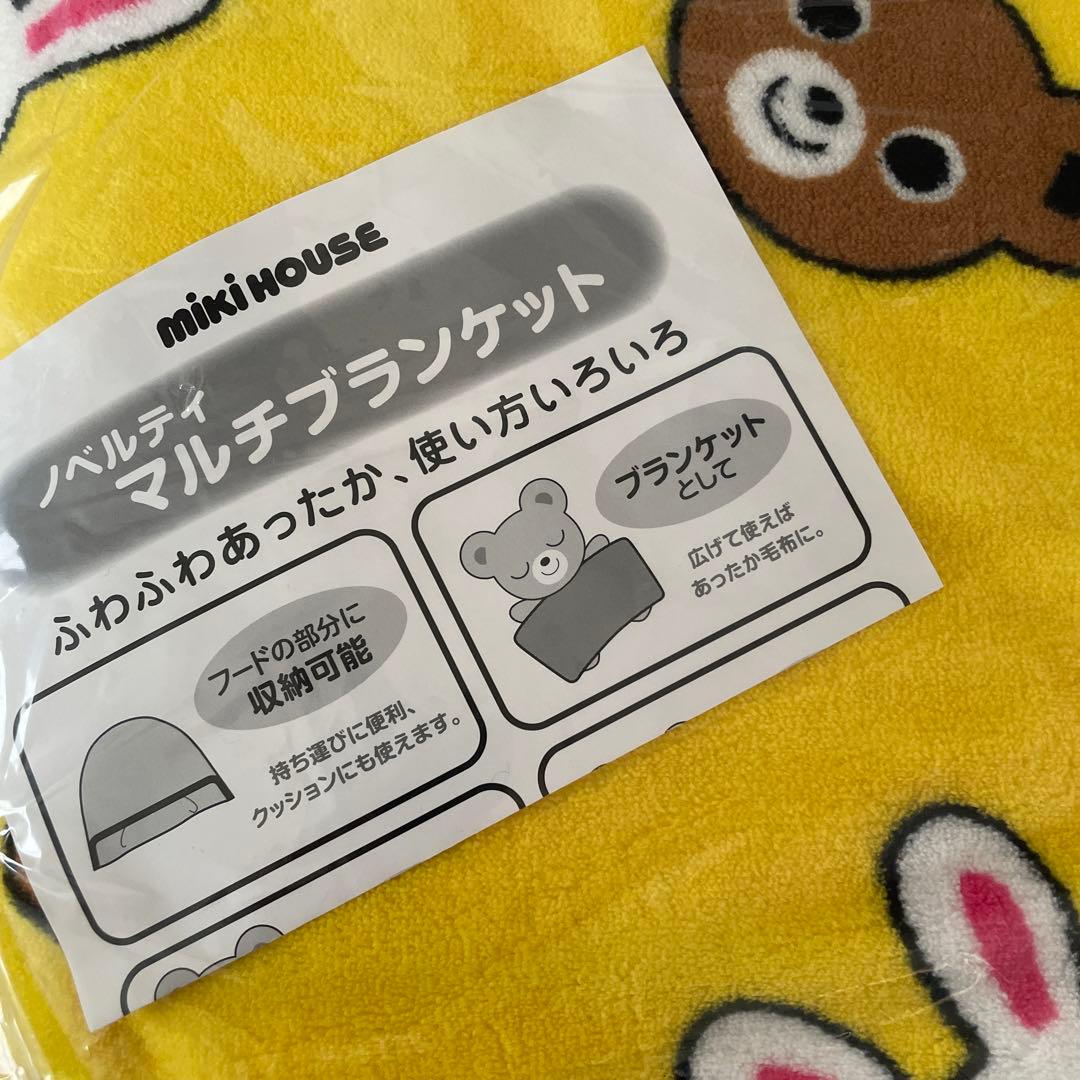 miki HOUSE
ノベルティ
マルチブランケット
ふわふわあったか、使い方いろいろ
フードの部分に
収納可能
持ち運びに便利、
クッションにも使えます。
ブランケット
として
広げて使えば
あったか毛布に。